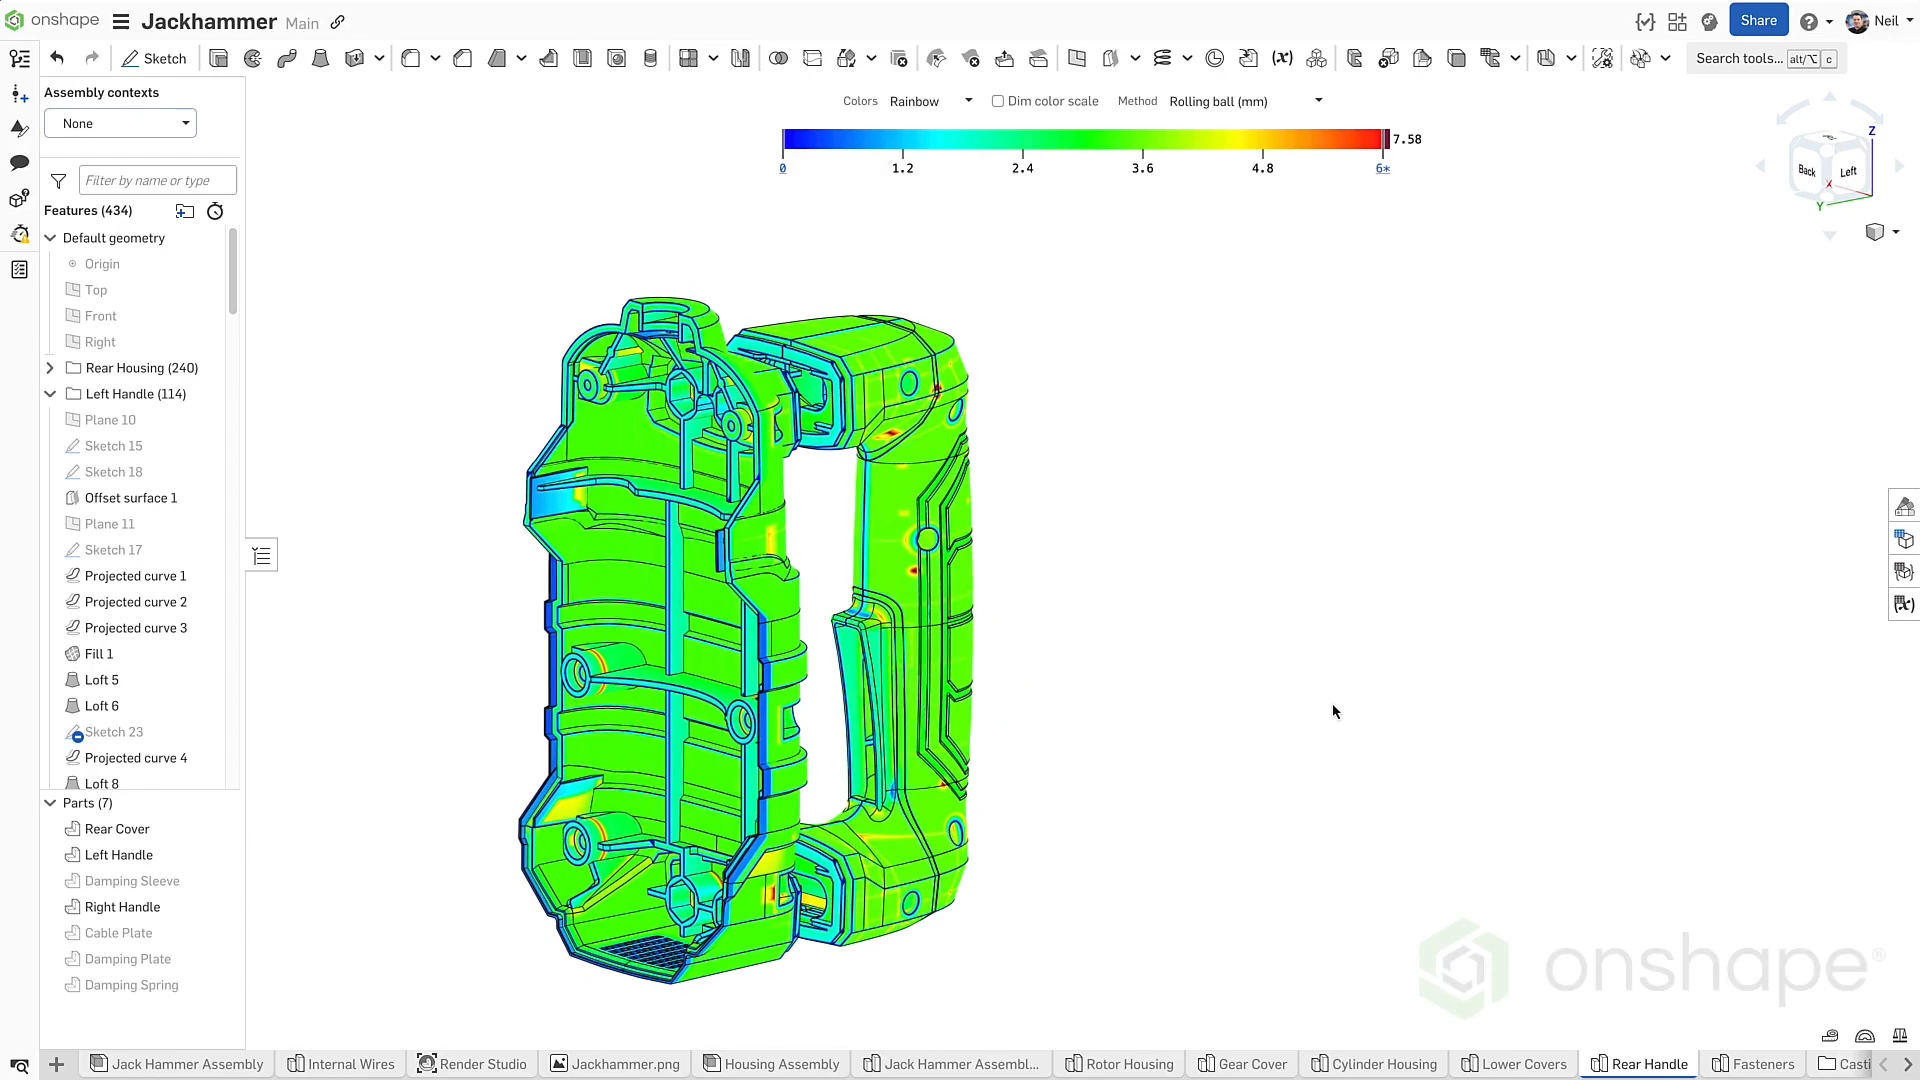 onshape Jackhammer Main Share Neil
Sketch Search tools... alt/⌥ c
Assembly contexts
None
Filter by name or type
Features (434)
Default geometry
Origin
Top
Front
Right
Rear Housing (240)
Left Handle (114)
Plane 10
Sketch 15
Sketch 18
Offset surface 1
Plane 11
Sketch 17
Projected curve 1
Projected curve 2
Projected curve 3
Fill 1
Loft 5
Loft 6
Sketch 23
Projected curve 4
Loft 8
Parts (7)
Rear Cover
Left Handle
Damping Sleeve
Right Handle
Cable Plate
Damping Plate
Damping Spring
Colors Rainbow Dim color scale Method Rolling ball (mm)
7.58
0 1.2 2.4 3.6 4.8 6*
Z
Back Left
X
Y
onshape®
Jack Hammer Assembly Internal Wires Render Studio Jackhammer.png Housing Assembly Jack Hammer Assembl... Rotor Housing Gear Cover Cylinder Housing Lower Covers Rear Handle Fasteners Casti